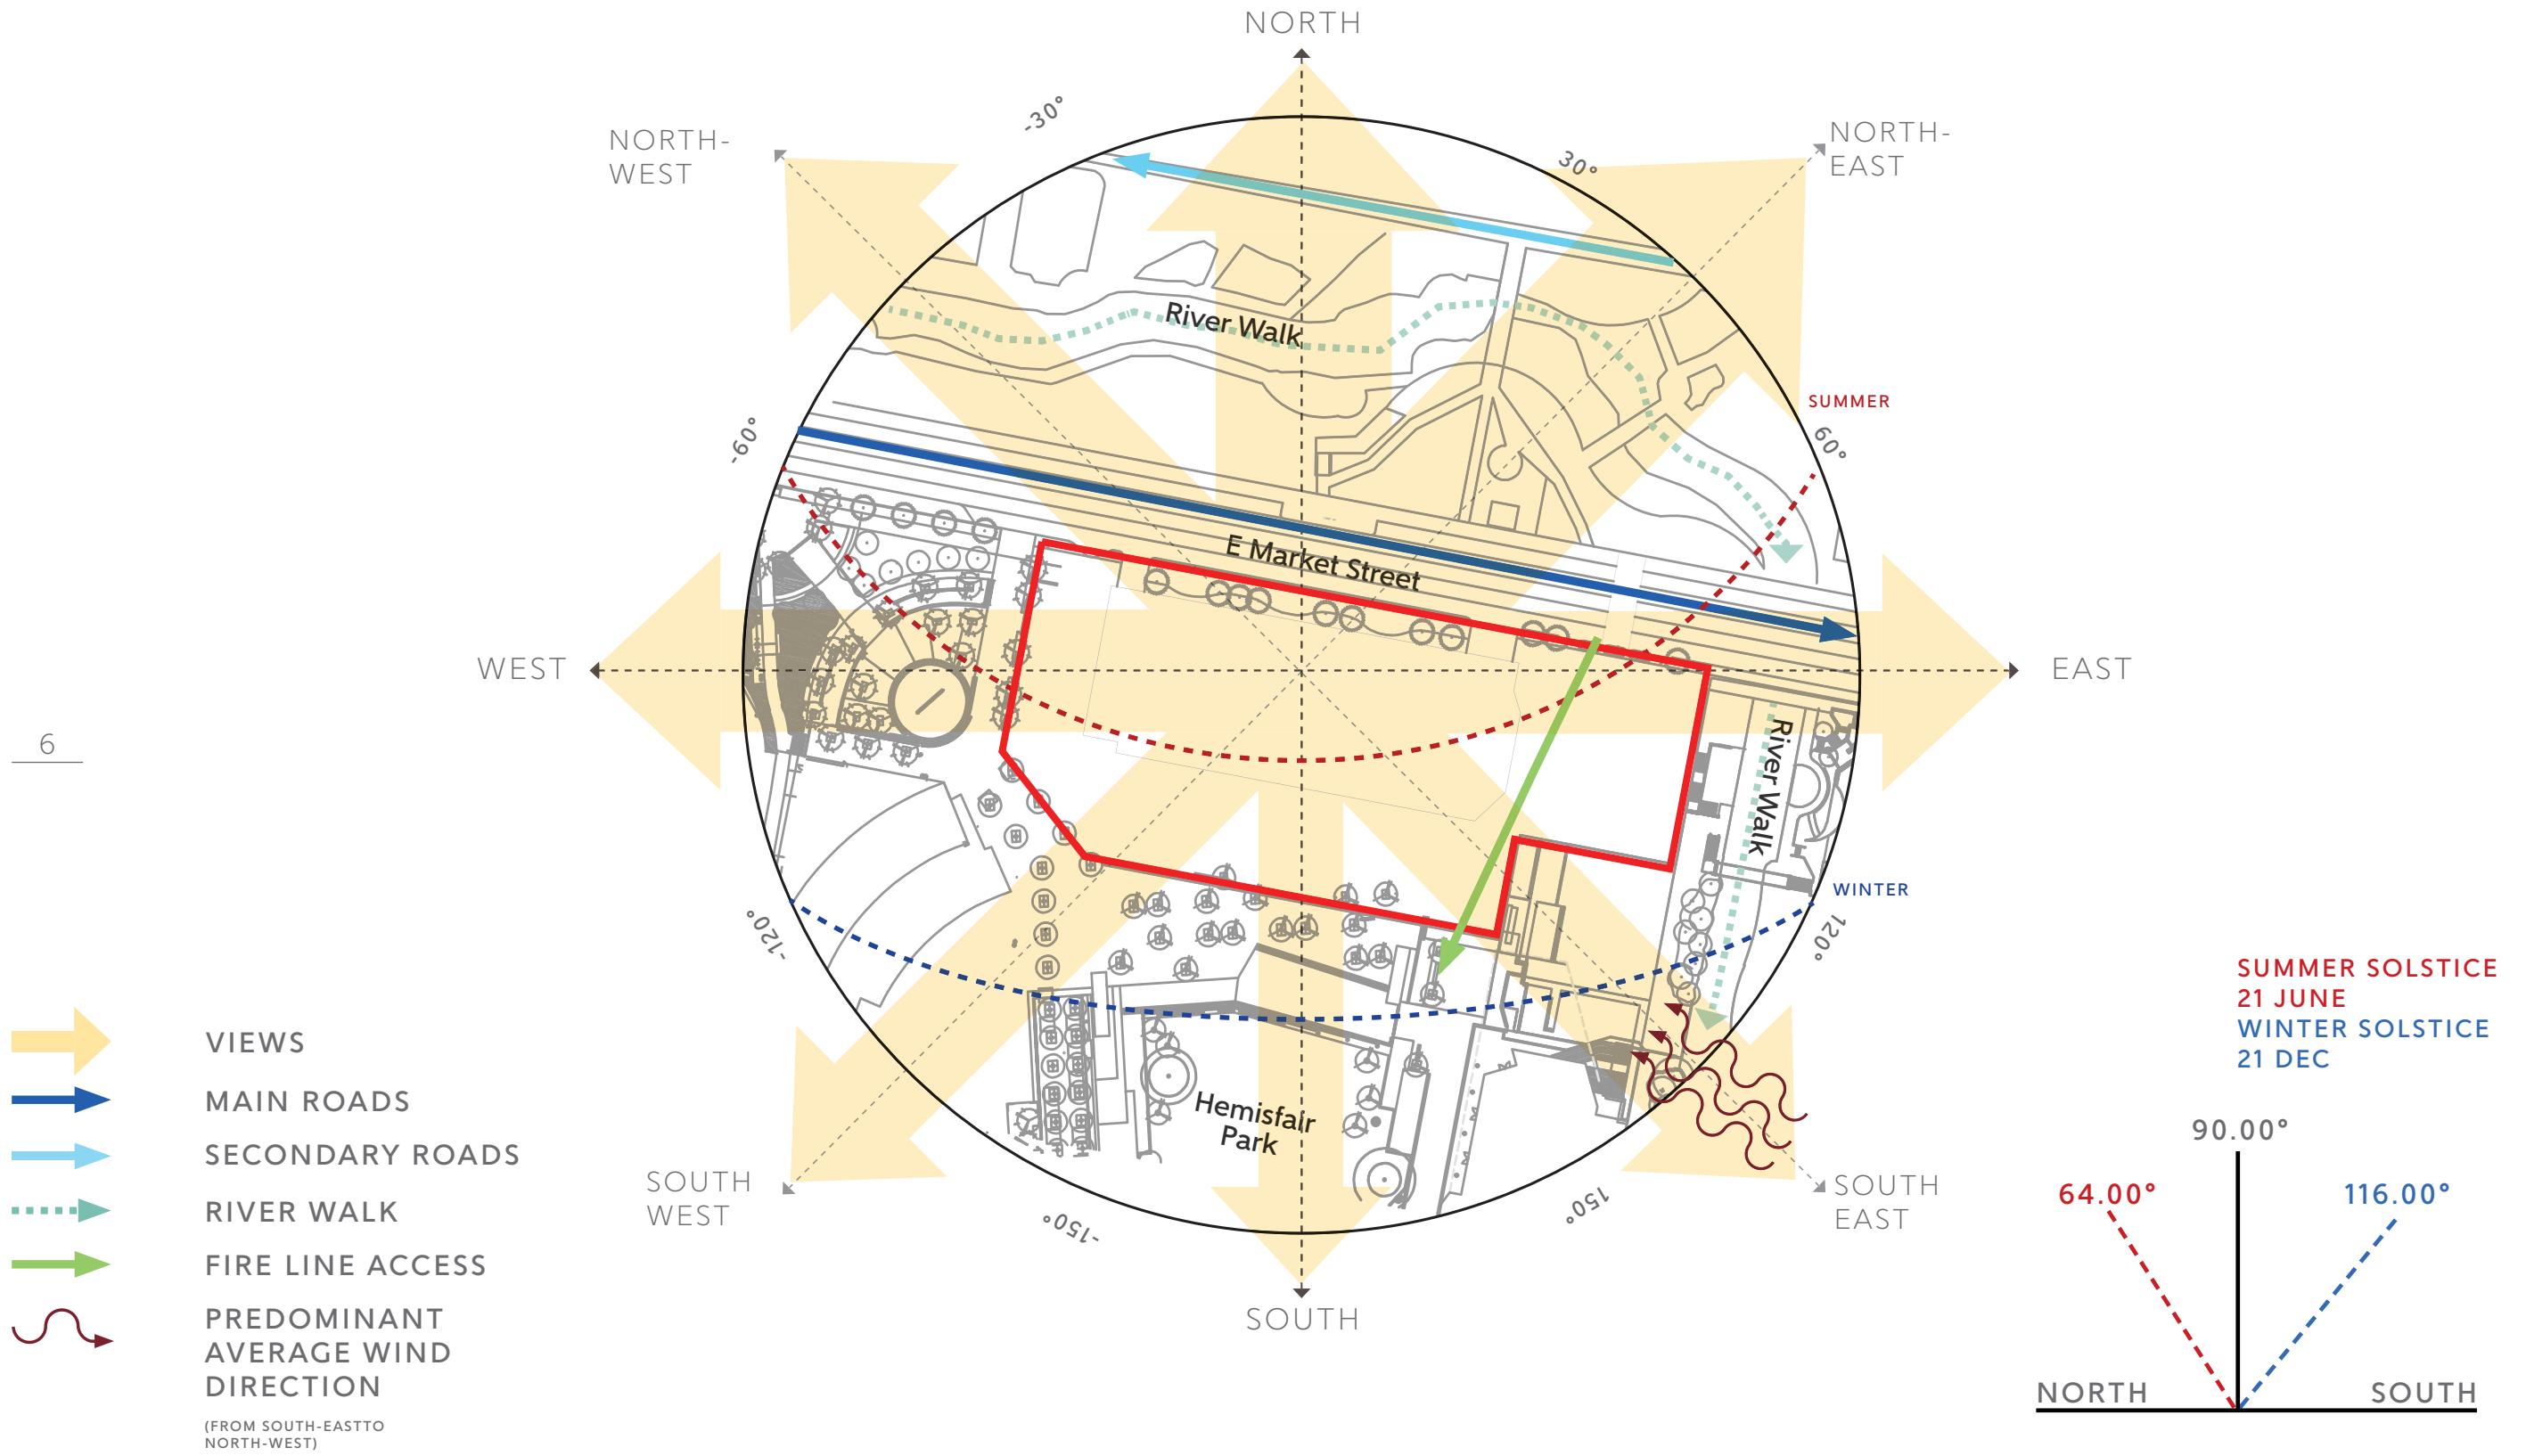 NORTH
-30°
30°
NORTH-
WEST
NORTH-
EAST
River Walk
SUMMER
-60°
60°
E Market Street
WEST
EAST
6
River Walk
WINTER
-120°
120°
SUMMER SOLSTICE
21 JUNE
WINTER SOLSTICE
21 DEC
VIEWS
MAIN ROADS
SECONDARY ROADS
RIVER WALK
FIRE LINE ACCESS
PREDOMINANT
AVERAGE WIND
DIRECTION
(FROM SOUTH-EASTTO
NORTH-WEST)
Hemisfair
Park
SOUTH
WEST
-150°
150°
SOUTH
EAST
SOUTH
90.00°
64.00°
116.00°
NORTH
SOUTH